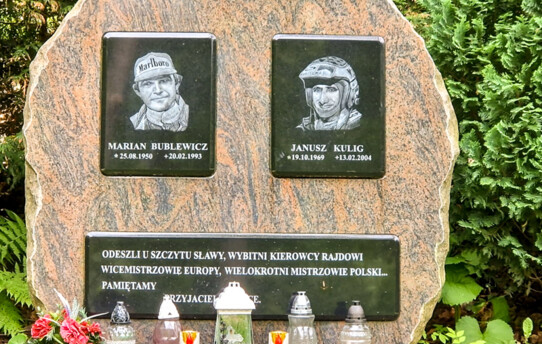 Marlboro
MARIAN BUBLEWICZ
*25.08.1950 +20.02.1993
JANUSZ KULIG
*19.10.1969 +13.02.2004
ODESZLI U SZCZYTU SŁAWY, WYBITNI KIEROWCY RAJDOWI
WICEMISTRZOWIE EUROPY, WIELOKROTNI MISTRZOWIE POLSKI...
PAMIĘTAMY